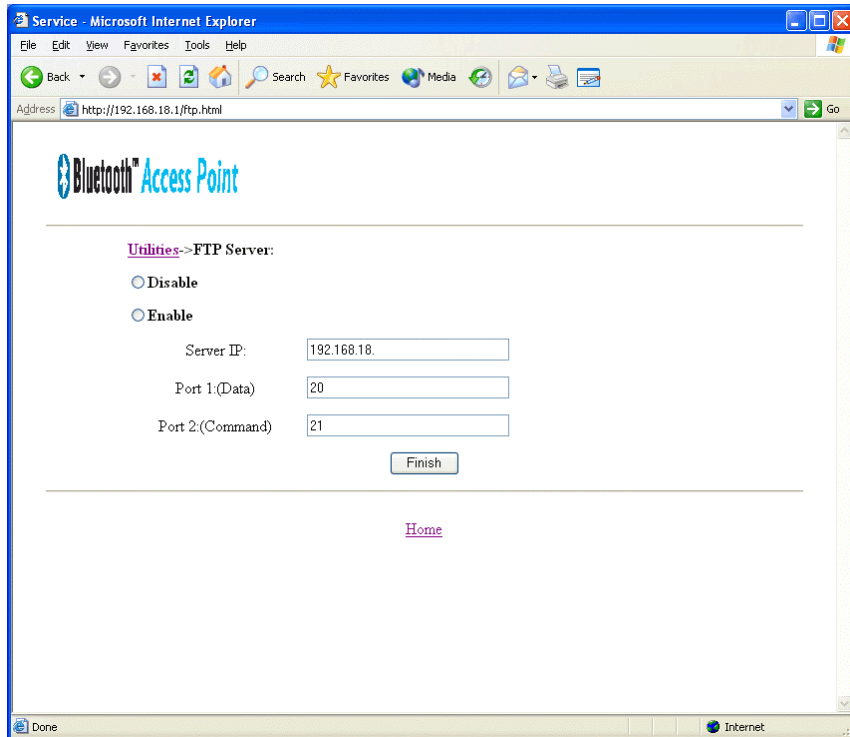 Service - Microsoft Internet Explorer
File Edit View Favorites Tools Help
Back Search Favorites Media
Address http://192.168.18.1/ftp.html Go
Bluetooth™ Access Point
Utilities->FTP Server:
Disable
Enable
Server IP: 192.168.18.
Port 1:(Data) 20
Port 2:(Command) 21
Finish
Home
Done Internet